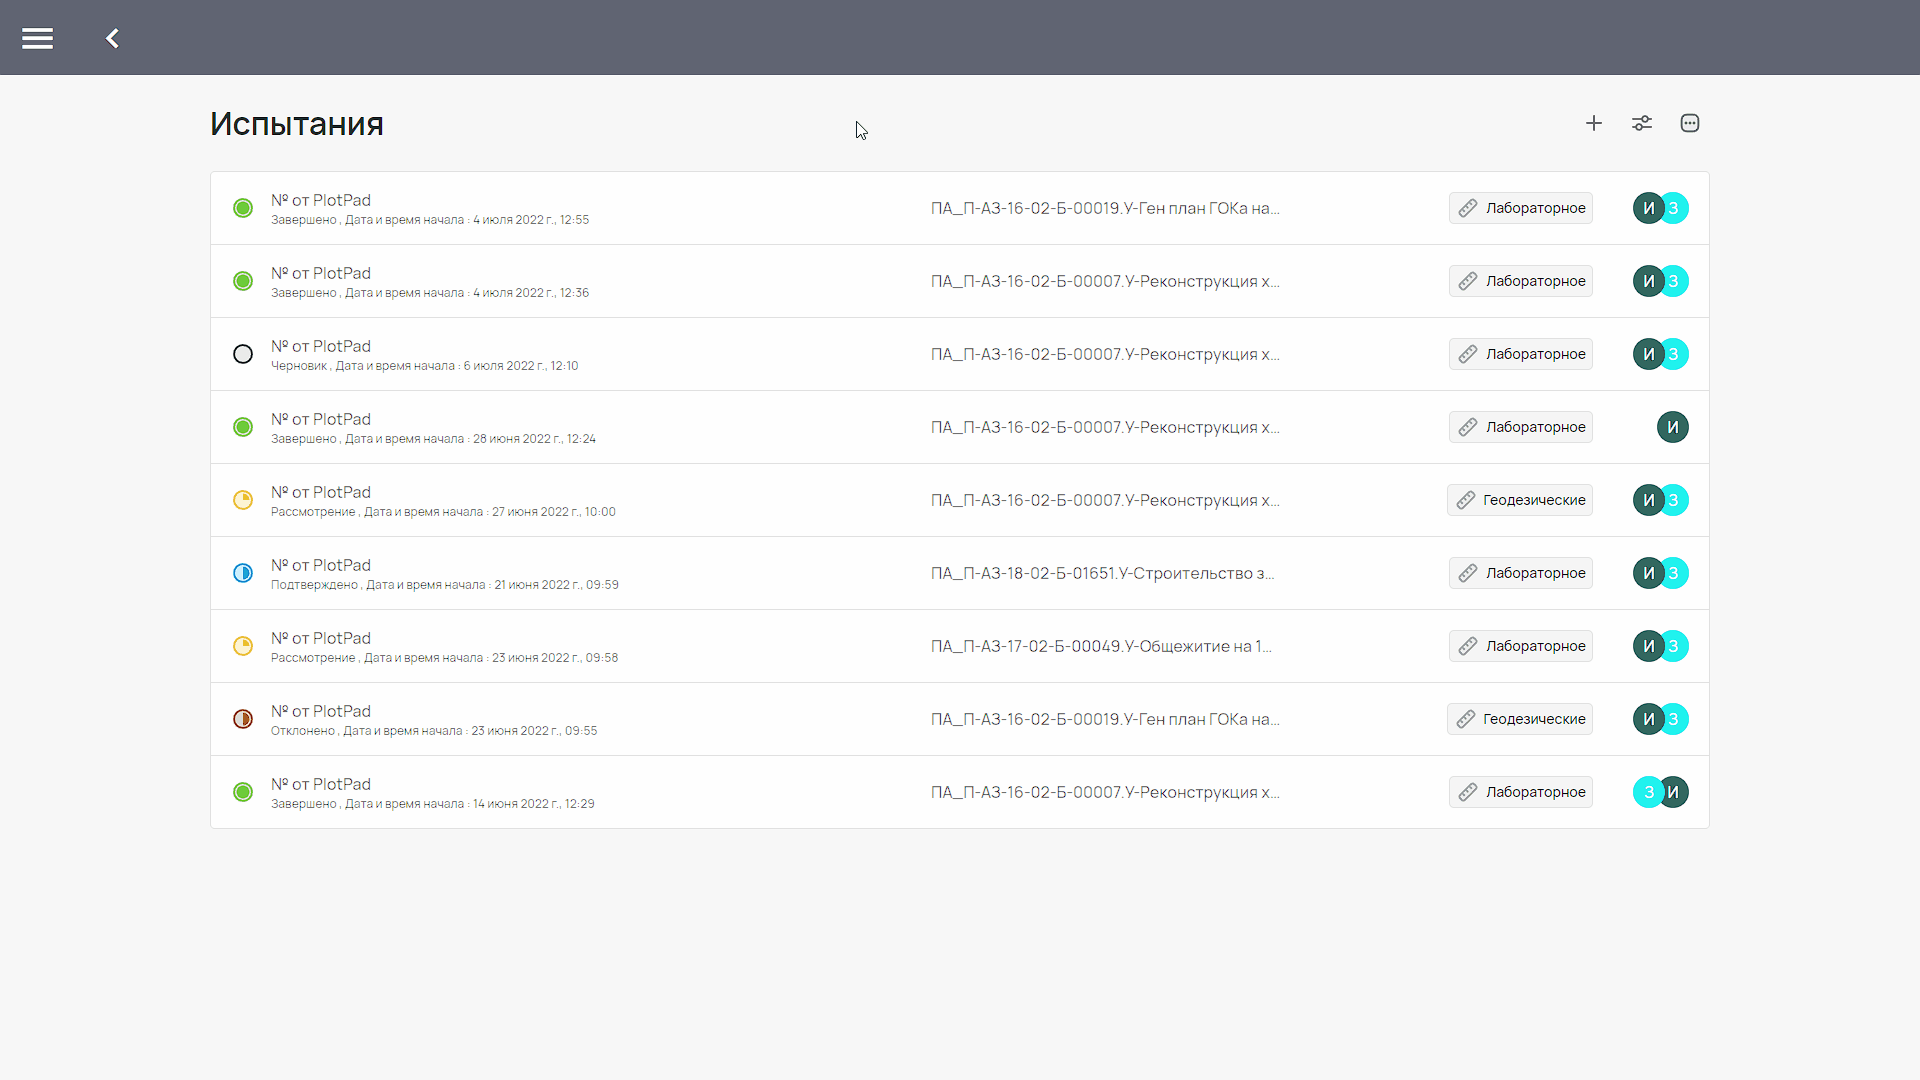 Испытания
№ от PlotPad
Завершено , Дата и время начала : 4 июля 2022 г., 12:55
ПА_П-АЗ-16-02-Б-00019.У-Ген план ГОКа на...
Лабораторное
И З
№ от PlotPad
Завершено , Дата и время начала : 4 июля 2022 г., 12:36
ПА_П-АЗ-16-02-Б-00007.У-Реконструкция х...
Лабораторное
И З
№ от PlotPad
Черновик , Дата и время начала : 6 июля 2022 г., 12:10
ПА_П-АЗ-16-02-Б-00007.У-Реконструкция х...
Лабораторное
И З
№ от PlotPad
Завершено , Дата и время начала : 28 июня 2022 г., 12:24
ПА_П-АЗ-16-02-Б-00007.У-Реконструкция х...
Лабораторное
И
№ от PlotPad
Рассмотрение , Дата и время начала : 27 июня 2022 г., 10:00
ПА_П-АЗ-16-02-Б-00007.У-Реконструкция х...
Геодезические
И З
№ от PlotPad
Подтверждено , Дата и время начала : 21 июня 2022 г., 09:59
ПА_П-АЗ-18-02-Б-01651.У-Строительство з...
Лабораторное
И З
№ от PlotPad
Рассмотрение , Дата и время начала : 23 июня 2022 г., 09:58
ПА_П-АЗ-17-02-Б-00049.У-Общежитие на 1...
Лабораторное
И З
№ от PlotPad
Отклонено , Дата и время начала : 23 июня 2022 г., 09:55
ПА_П-АЗ-16-02-Б-00019.У-Ген план ГОКа на...
Геодезические
И З
№ от PlotPad
Завершено , Дата и время начала : 14 июня 2022 г., 12:29
ПА_П-АЗ-16-02-Б-00007.У-Реконструкция х...
Лабораторное
З И